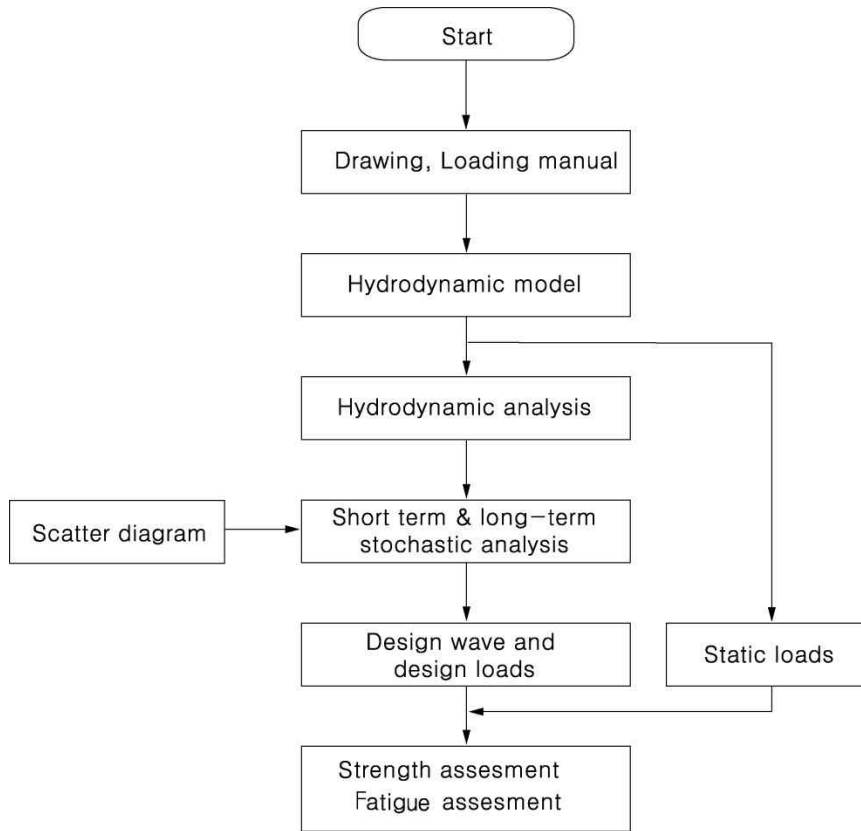 Start
Drawing, Loading manual
Hydrodynamic model
Hydrodynamic analysis
Scatter diagram
Short term & long-term
stochastic analysis
Design wave and
design loads
Static loads
Strength assesment
Fatigue assesment